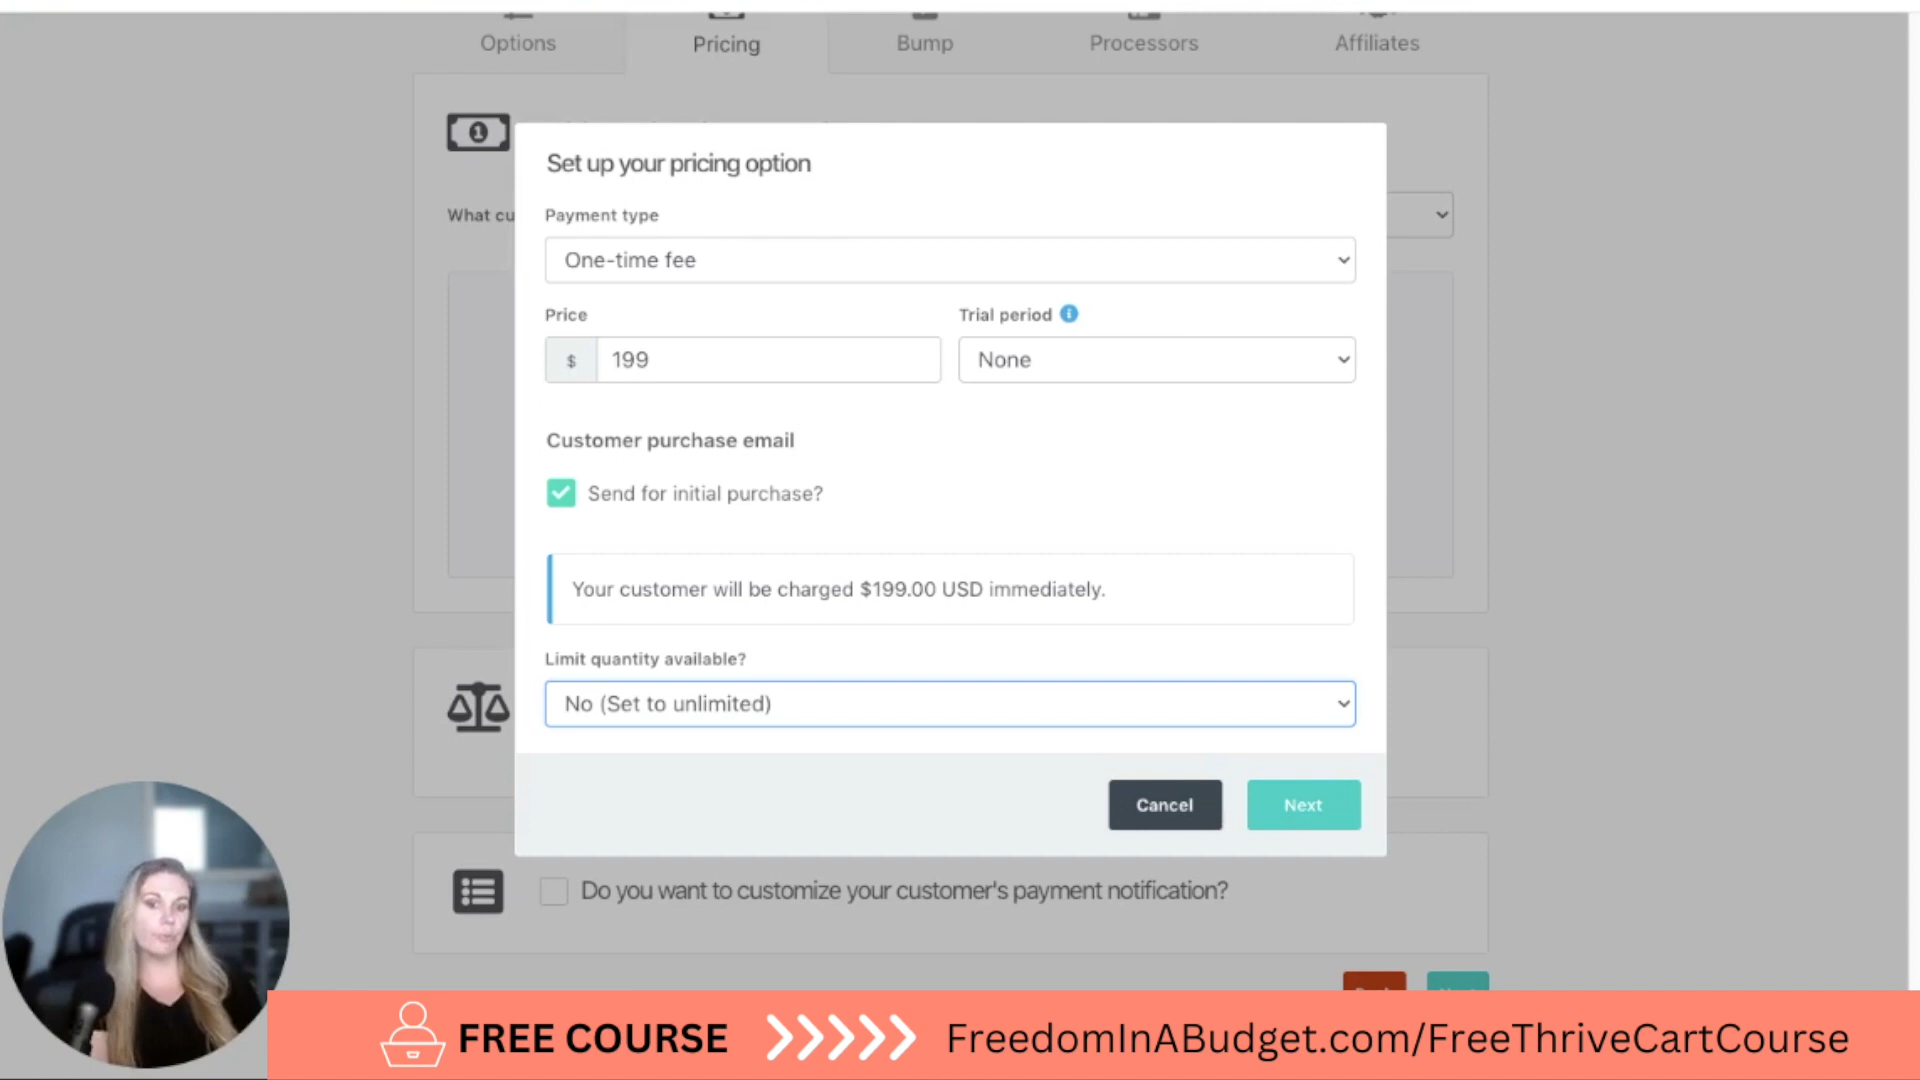 Options
Pricing
Bump
Processors
Affiliates
Set up your pricing option
What cu
Payment type
One-time fee
Price
Trial period
$ 199
None
Customer purchase email
Send for initial purchase?
Your customer will be charged $199.00 USD immediately.
Limit quantity available?
No (Set to unlimited)
Cancel
Next
Do you want to customize your customer's payment notification?
FREE COURSE
FreedomInABudget.com/FreeThriveCartCourse